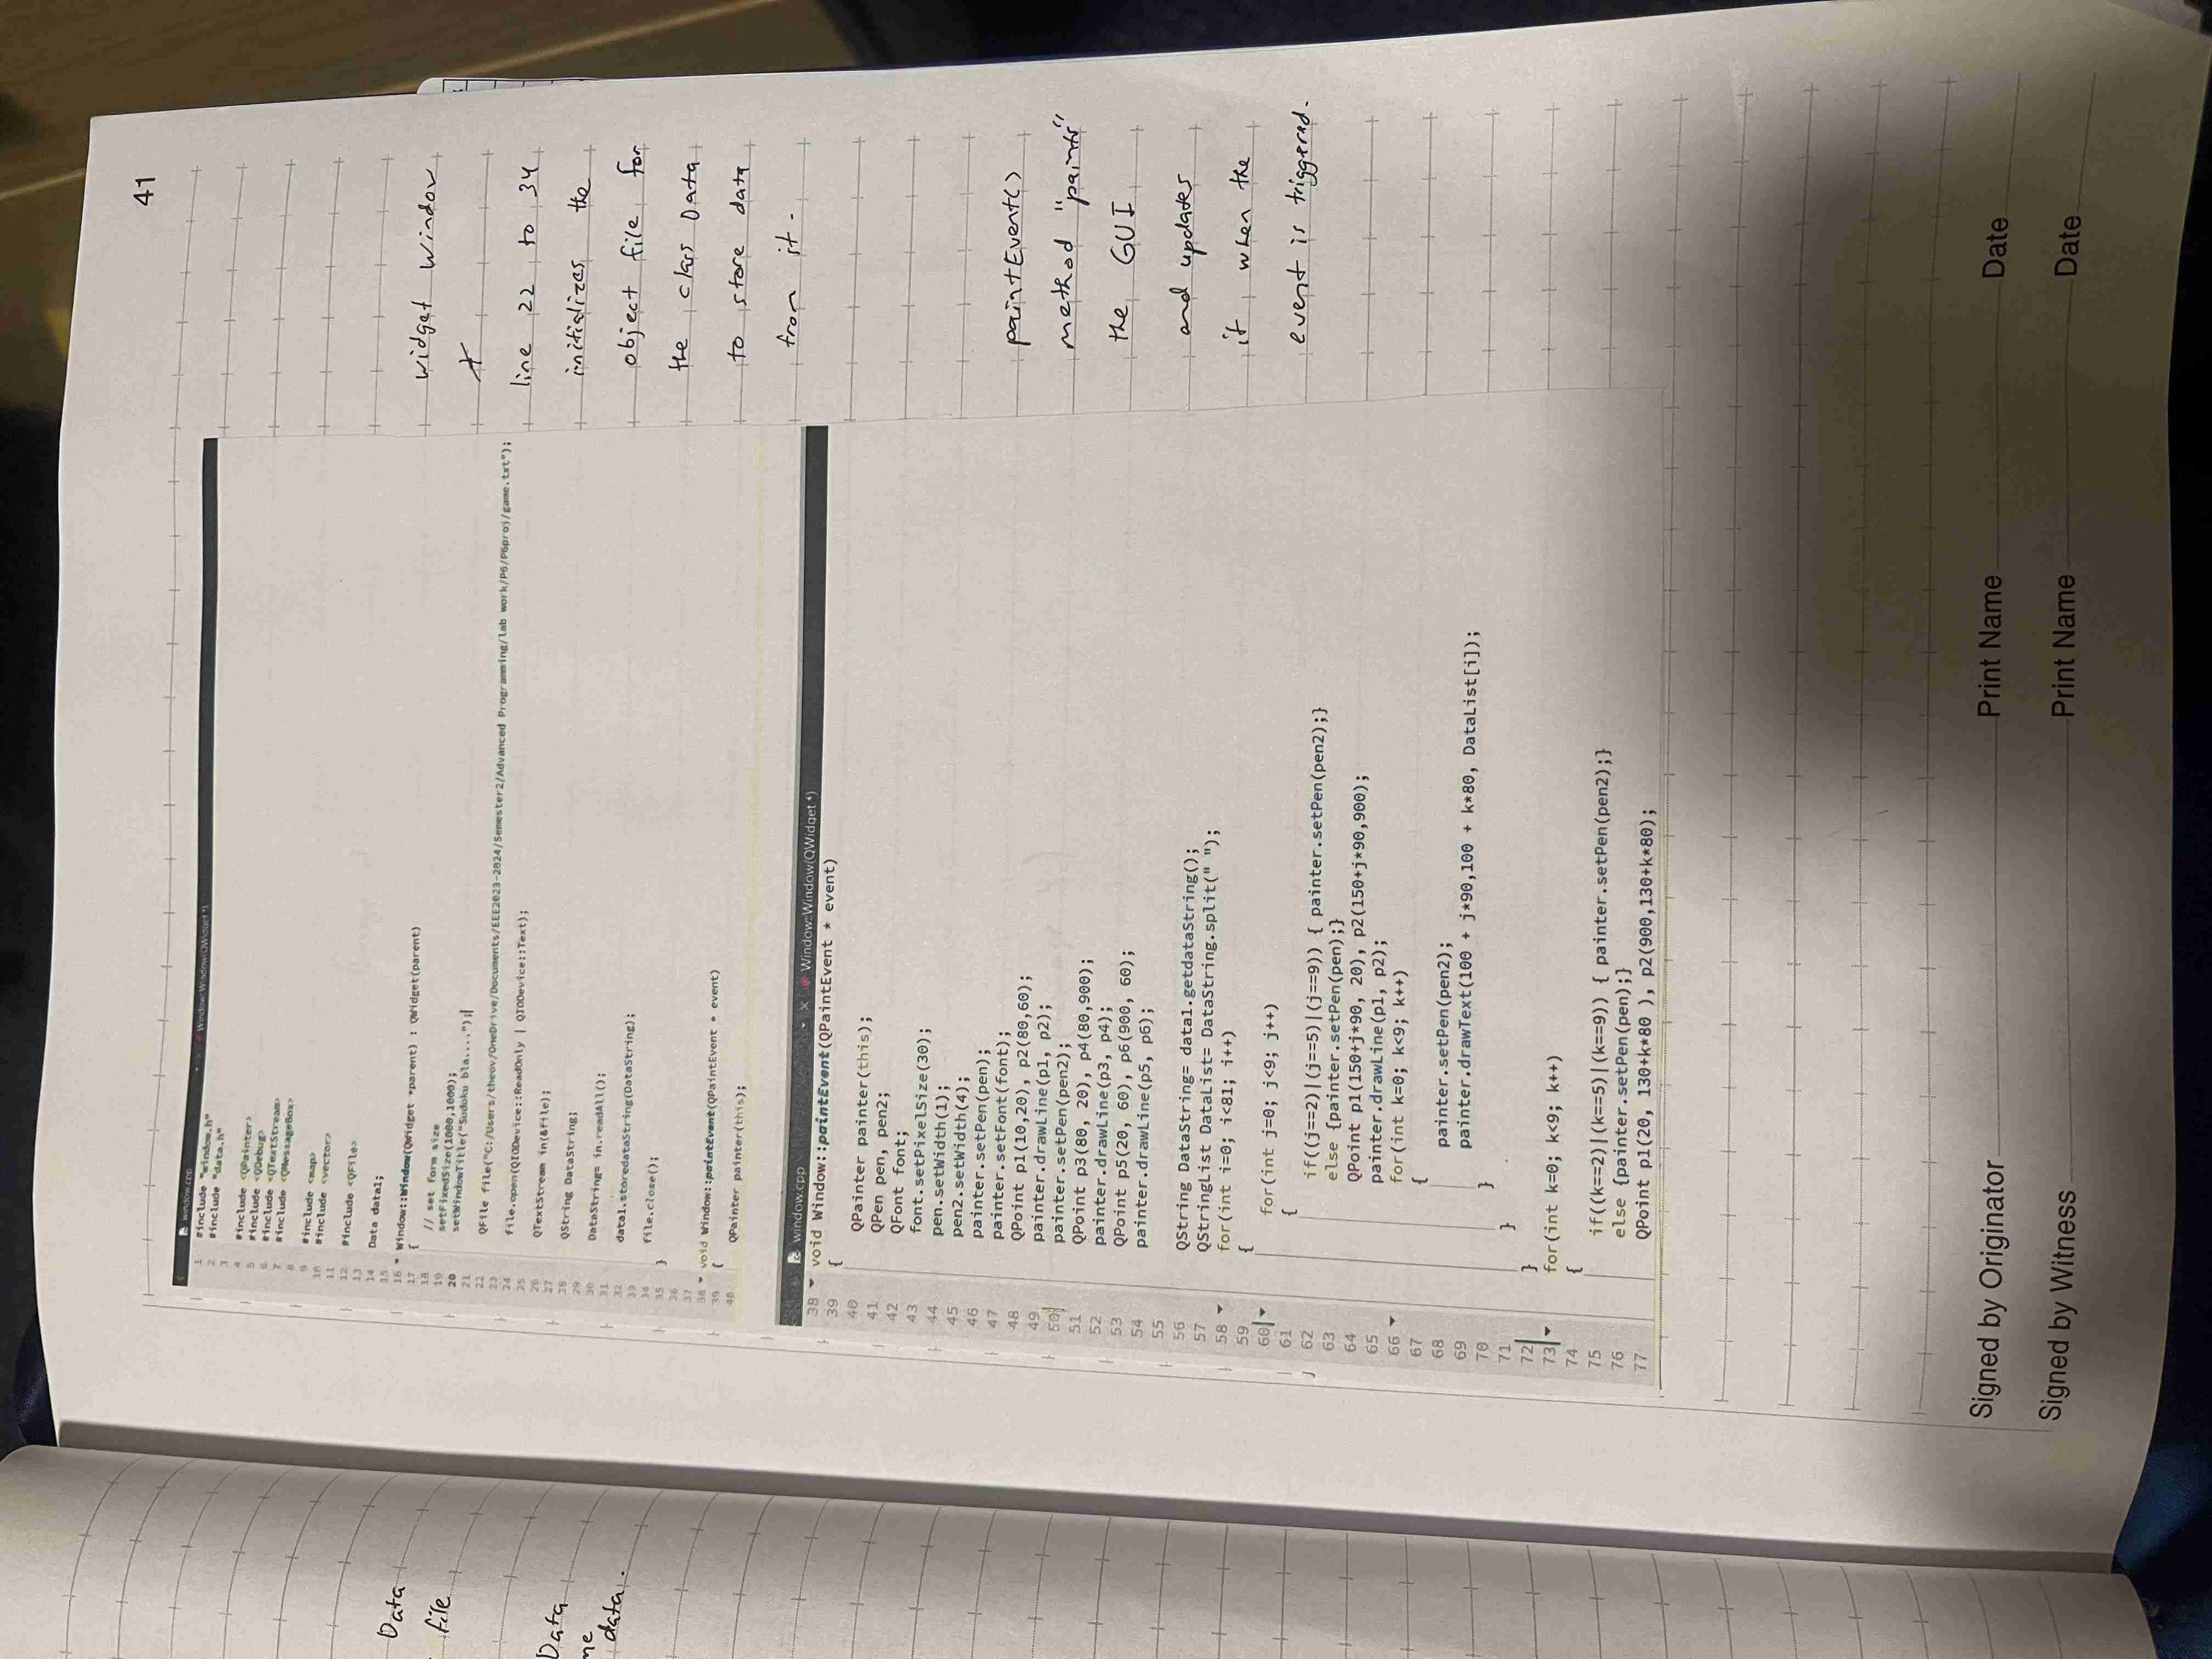 Data
file
Data
me
data.
41
window.cpp Window::Window(QWidget *)
1 #include "window.h"
2 #include "data.h"
3
4 #include <QPainter>
5 #include <QDebug>
6 #include <QTextStream>
7 #include <QMessageBox>
8
9 #include <map>
10 #include <vector>
11
12 #include <QFile>
13
14 Data data1;
15
16 Window::Window(QWidget *parent) : QWidget(parent)
17 {
18 // set form size
19 setFixedSize(1000,1000);
20 setWindowTitle("Sudoku bla....");
21
22 QFile file("C:/Users/theov/OneDrive/Documents/EEE2023-2024/Semester2/Advanced Programming/lab work/P6/P6proj/game.txt");
23
24 file.open(QIODevice::ReadOnly | QIODevice::Text);
25
26 QTextStream in(&file);
27
28 QString DataString;
29
30 DataString= in.readAll();
31
32 data1.storedataString(DataString);
33
34 file.close();
35 }
36
37
38 void Window::paintEvent(QPaintEvent * event)
39 {
40 QPainter painter(this);
widget Window
line 22 to 34
initializes the
object file for
the class Data
to store data
from it.
window.cpp Window::Window(QWidget *)
38 void Window::paintEvent(QPaintEvent * event)
39 {
40 QPainter painter(this);
41 QPen pen, pen2;
42 QFont font;
43 font.setPixelSize(30);
44 pen.setWidth(1);
45 pen2.setWidth(4);
46 painter.setPen(pen);
47 painter.setFont(font);
48 QPoint p1(10,20), p2(80,60);
49 painter.drawLine(p1, p2);
50 painter.setPen(pen2);
51 QPoint p3(80, 20), p4(80,900);
52 painter.drawLine(p3, p4);
53 QPoint p5(20, 60), p6(900, 60);
54 painter.drawLine(p5, p6);
55
56 QString DataString= data1.getdataString();
57 QStringList DataList= DataString.split(" ");
58 for(int i=0; i<81; i++)
59 {
60 for(int j=0; j<9; j++)
61 {
62 if((j==2)|(j==5)|(j==9)) { painter.setPen(pen2);}
63 else {painter.setPen(pen);}
64 QPoint p1(150+j*90, 20), p2(150+j*90,900);
65 painter.drawLine(p1, p2);
66 for(int k=0; k<9; k++)
67 {
68 painter.setPen(pen2);
69 painter.drawText(100 + j*90,100 + k*80, DataList[i]);
70 }
71 }
72 }
73 for(int k=0; k<9; k++)
74 {
75 if((k==2)|(k==5)|(k==9)) { painter.setPen(pen2);}
76 else {painter.setPen(pen);}
77 QPoint p1(20, 130+k*80 ), p2(900,130+k*80);
paintEvent()
method "paints"
the GUI
and updates
it when the
event is triggered.
Signed by Originator Print Name Date
Signed by Witness Print Name Date